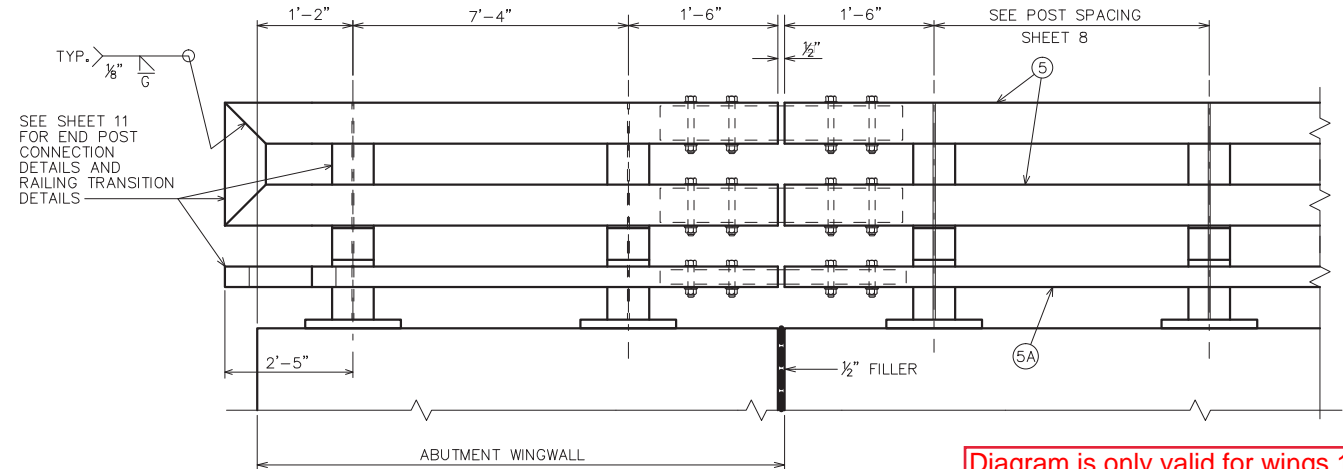 1'-2"
7'-4"
1'-6"
1'-6"
SEE POST SPACING
SHEET 8
½"
TYP.
⅛"
G
5
SEE SHEET 11
FOR END POST
CONNECTION
DETAILS AND
RAILING TRANSITION
DETAILS
2'-5"
½" FILLER
5A
ABUTMENT WINGWALL
Diagram is only valid for wings